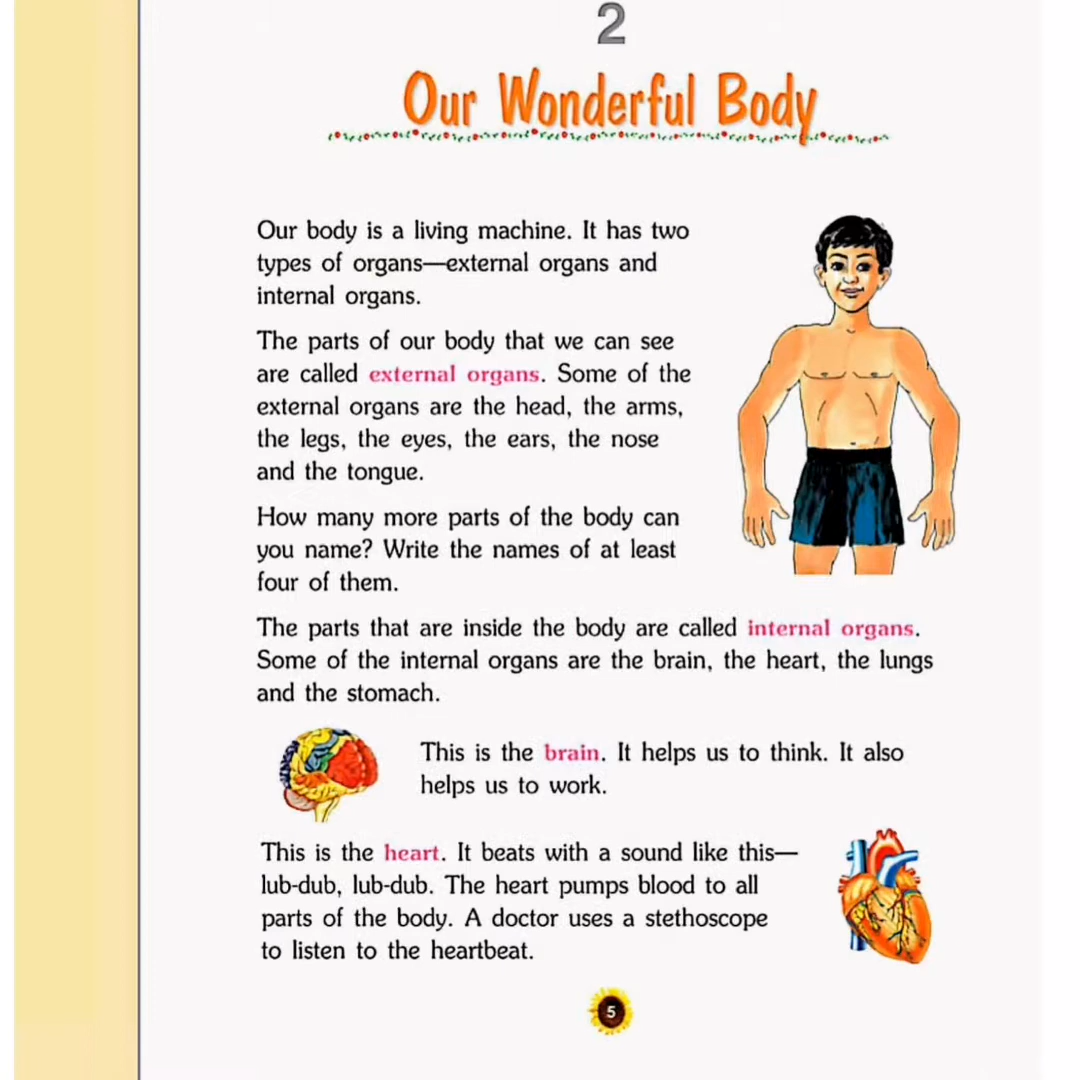 2
Our Wonderful Body
Our body is a living machine. It has two
types of organs—external organs and
internal organs.
The parts of our body that we can see
are called external organs. Some of the
external organs are the head, the arms,
the legs, the eyes, the ears, the nose
and the tongue.
How many more parts of the body can
you name? Write the names of at least
four of them.
The parts that are inside the body are called internal organs.
Some of the internal organs are the brain, the heart, the lungs
and the stomach.
This is the brain. It helps us to think. It also
helps us to work.
This is the heart. It beats with a sound like this—
lub-dub, lub-dub. The heart pumps blood to all
parts of the body. A doctor uses a stethoscope
to listen to the heartbeat.
5